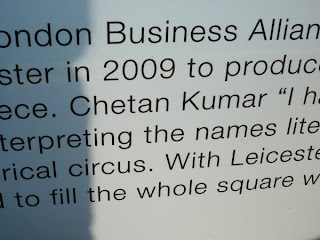 ondon Business Allian
ster in 2009 to produce
ece. Chetan Kumar “I ha
terpreting the names lite
rical circus. With Leiceste
d to fill the whole square w